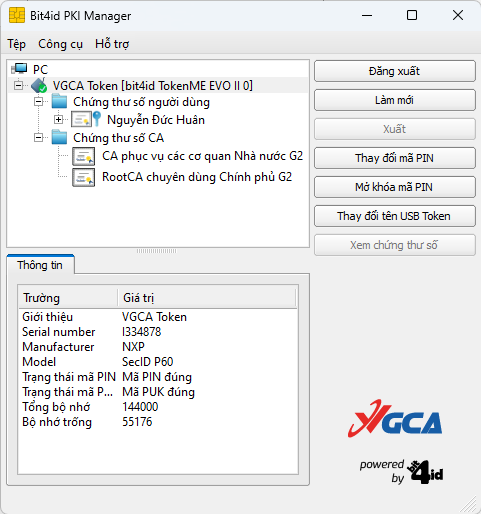 Bit4id PKI Manager
Tệp Công cụ Hỗ trợ
PC
VGCA Token [bit4id TokenME EVO II 0]
Chứng thư số người dùng
Nguyễn Đức Huân
Chứng thư số CA
CA phục vụ các cơ quan Nhà nước G2
RootCA chuyên dùng Chính phủ G2
Đăng xuất
Làm mới
Xuất
Thay đổi mã PIN
Mở khóa mã PIN
Thay đổi tên USB Token
Xem chứng thư số
Thông tin
Trường Giá trị
Giới thiệu VGCA Token
Serial number I334878
Manufacturer NXP
Model SecID P60
Trạng thái mã PIN Mã PIN đúng
Trạng thái mã P... Mã PUK đúng
Tổng bộ nhớ 144000
Bộ nhớ trống 55176
VGCA
powered by bit4id